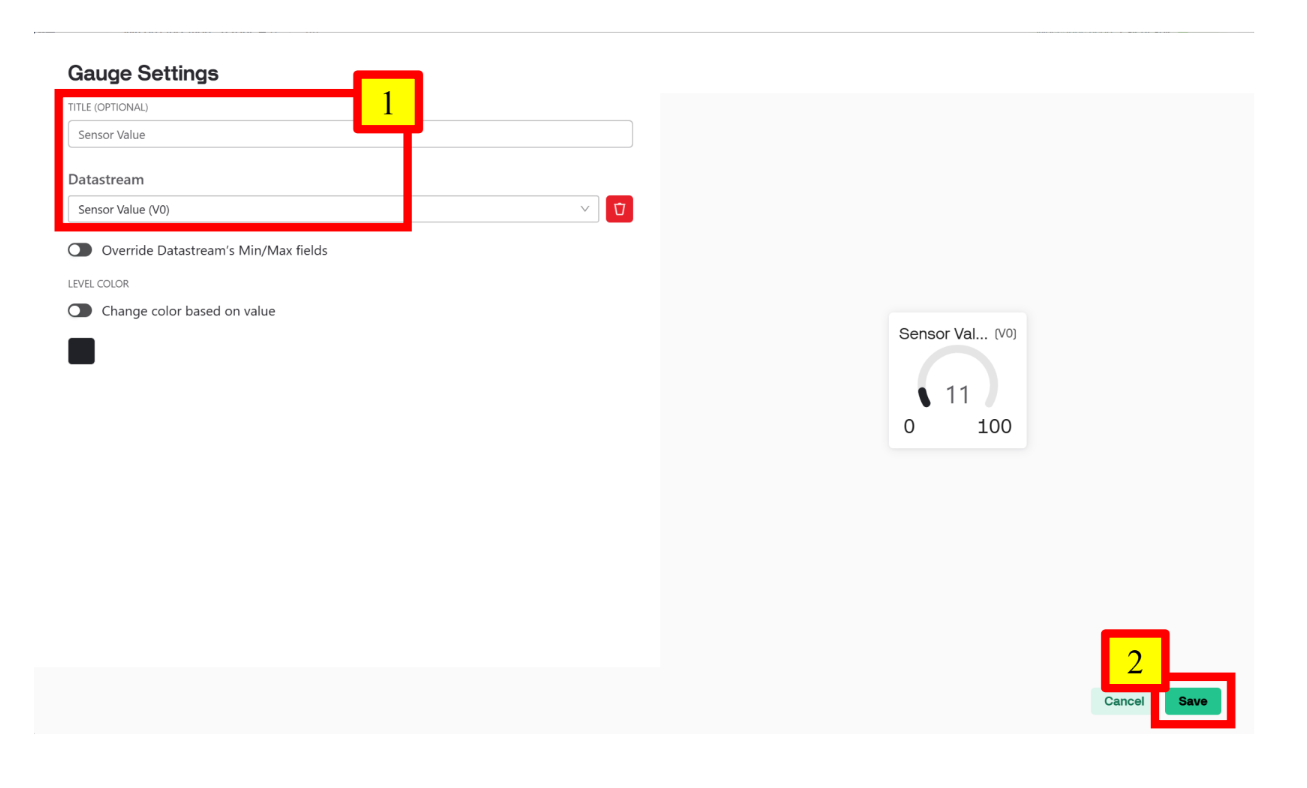 Gauge Settings
1
TITLE (OPTIONAL)
Sensor Value
Datastream
Sensor Value (V0)
Override Datastream's Min/Max fields
LEVEL COLOR
Change color based on value
Sensor Val... (V0)
11
0 100
2
Cancel Save